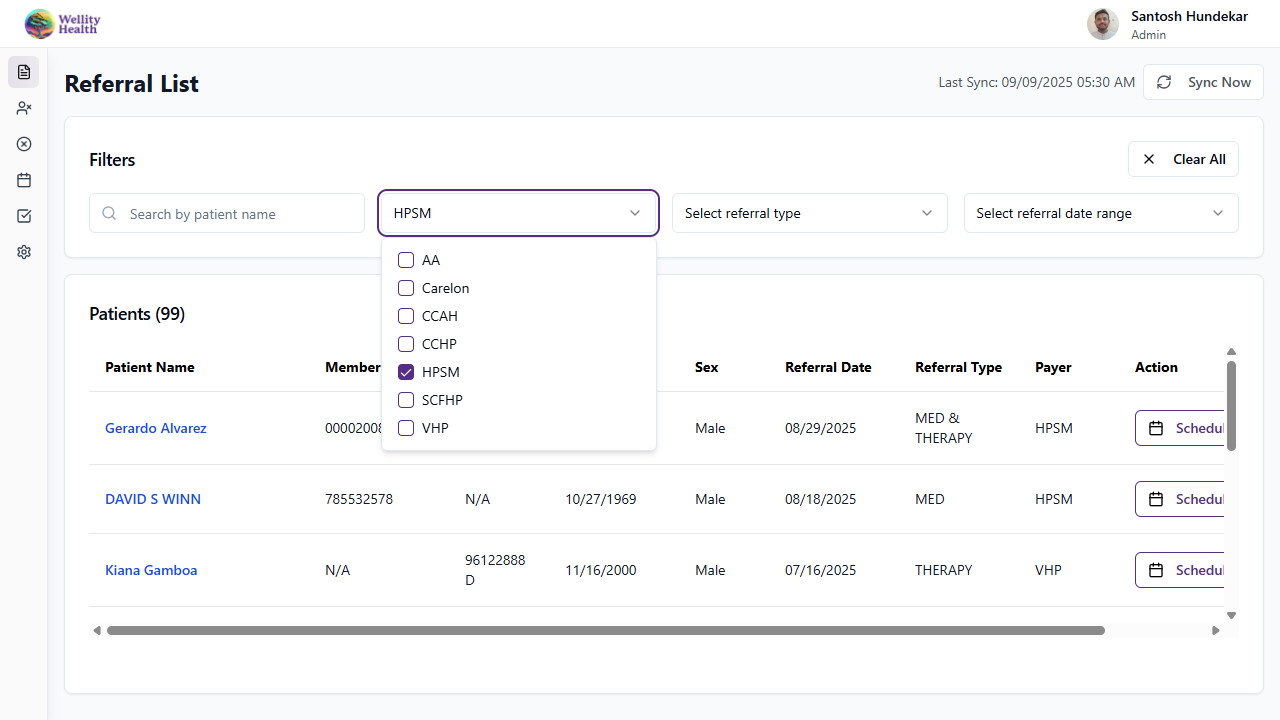 Wellity
Health
Santosh Hundekar
Admin
Referral List
Last Sync: 09/09/2025 05:30 AM
Sync Now
Filters
Clear All
Search by patient name
HPSM
Select referral type
Select referral date range
AA
Carelon
CCAH
CCHP
HPSM
SCFHP
VHP
Patients (99)
Patient Name
Member
Sex
Referral Date
Referral Type
Payer
Action
Gerardo Alvarez
Male
08/29/2025
MED &
THERAPY
HPSM
DAVID S WINN
785532578
N/A
10/27/1969
Male
08/18/2025
MED
HPSM
Kiana Gamboa
N/A
96122888
D
11/16/2000
Male
07/16/2025
THERAPY
VHP